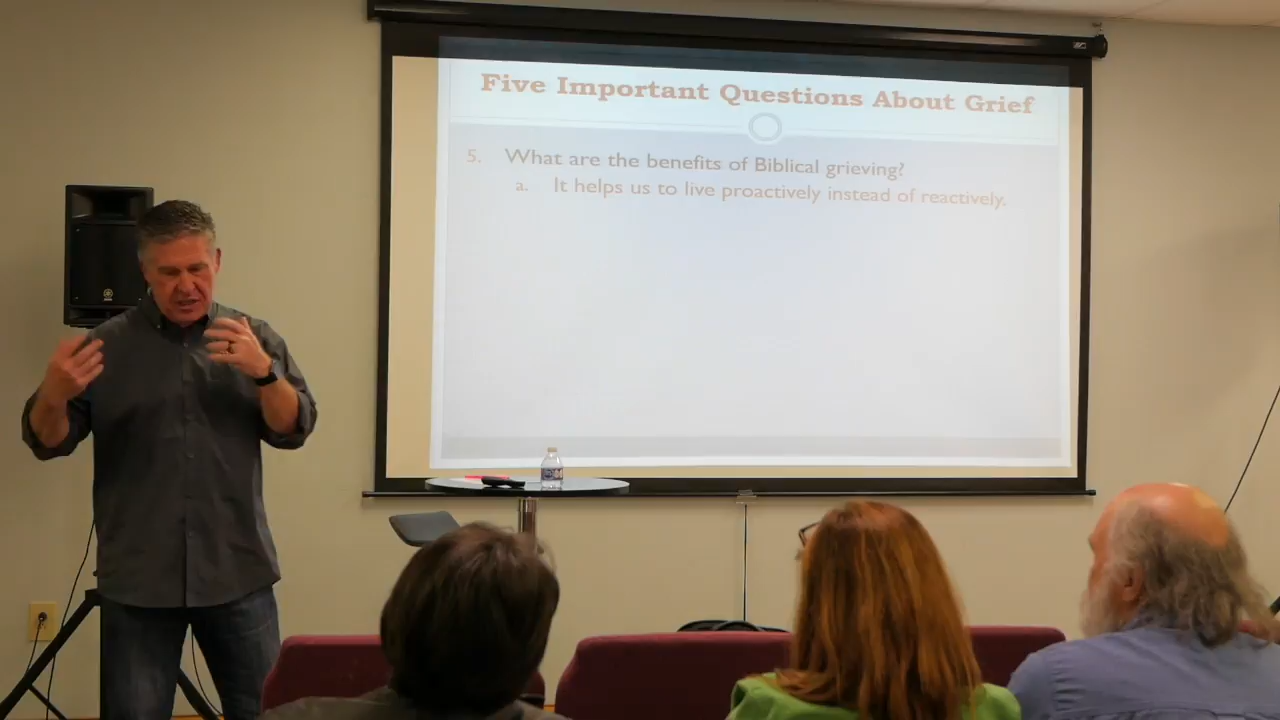 Five Important Questions About Grief
5. What are the benefits of Biblical grieving?
a. It helps us to live proactively instead of reactively.